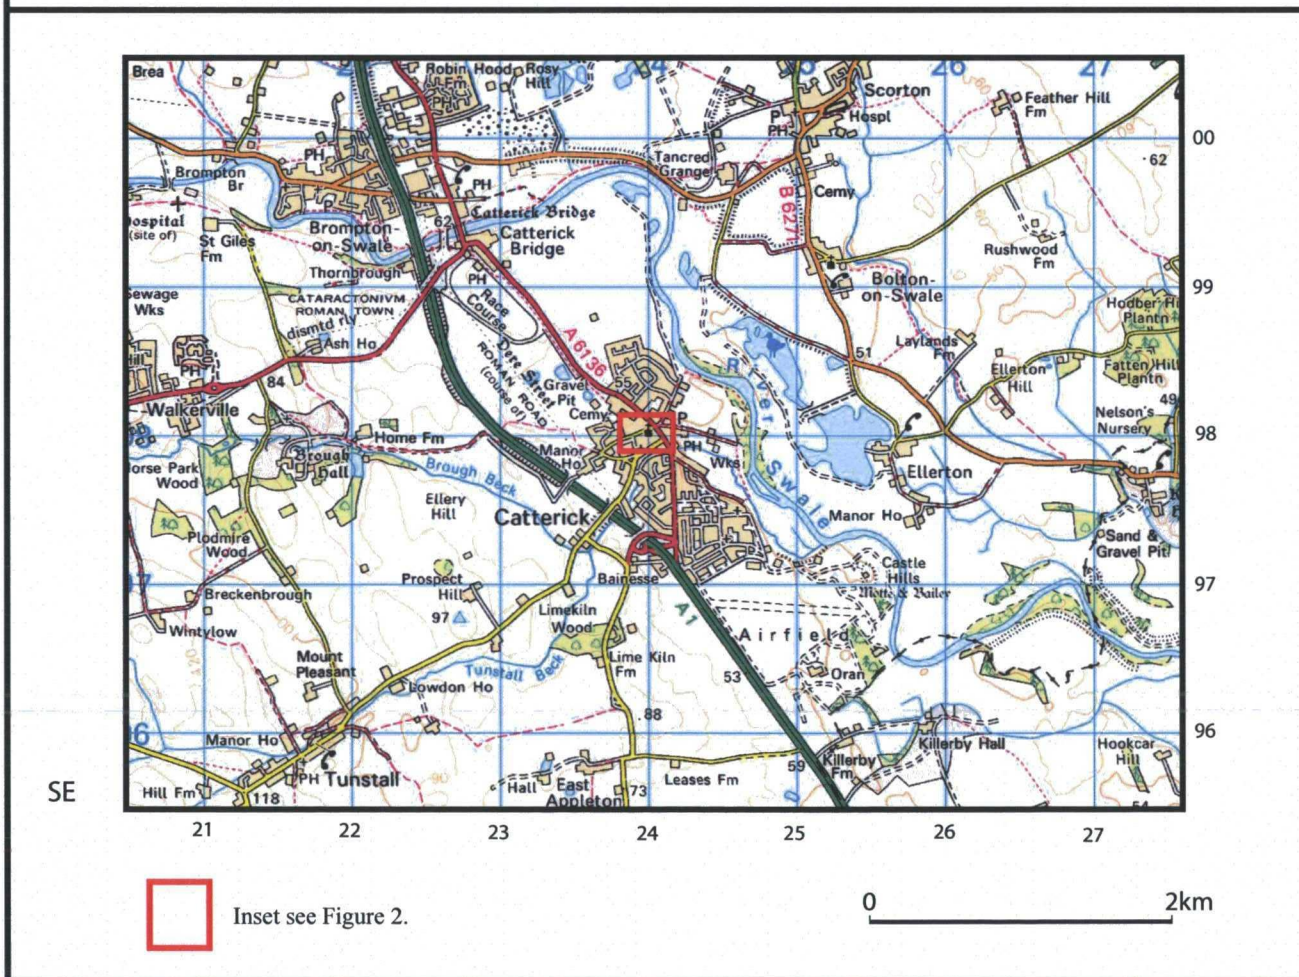 Brea
Robin Hood
Fm
Rosy
Hill
26
27
Scorton
Feather Hill
Fm
P
PH
Hospl
60
00
PH
Tancred
Grange
62
Brompton
Br
PH
Cemy
B 6271
Hospital
(site of)
62
Catterick Bridge
Catterick
Bridge
St Giles
Fm
Brompton-
on-Swale
Rushwood
Fm
Thornbrough
PH
Bolton-
on-Swale
99
Sewage
Wks
CATARACTONIVM
ROMAN TOWN
Race
Course
dismtd rly
Ash Ho
Dere Street
ROMAN ROAD
(course of)
A 6136
Laylands
Fm
51
PH
84
Gravel
Pit
55
River
Swale
Ellerton
Hill
Fatten Hill
Plantn
Walkerville
Cemy
P
Nelson's
Nursery
49
Home Fm
PH
98
Horse Park
Wood
Brough
Hall
Brough Beck
Manor
Ho
Wks
Ellerton
Ellery
Hill
Catterick
Manor Ho
Plodmire
Wood
Sand &
Gravel Pit
Castle
Hills
Motte & Bailey
97
Breckenbrough
Prospect
Hill
Bainesse
97
Limekiln
Wood
A1
Wintylow
Airfield
Mount
Pleasant
Tunstall Beck
Lime Kiln
Fm
Oran
Lowdon Ho
53
88
96
Manor Ho
Killerby Hall
Hookcar
Hill
PH
Tunstall
59
Killerby
Fm
Hill Fm
118
Hall
East
Appleton
73
Leases Fm
54
SE
21
22
23
24
25
26
27
Inset see Figure 2.
0
2km